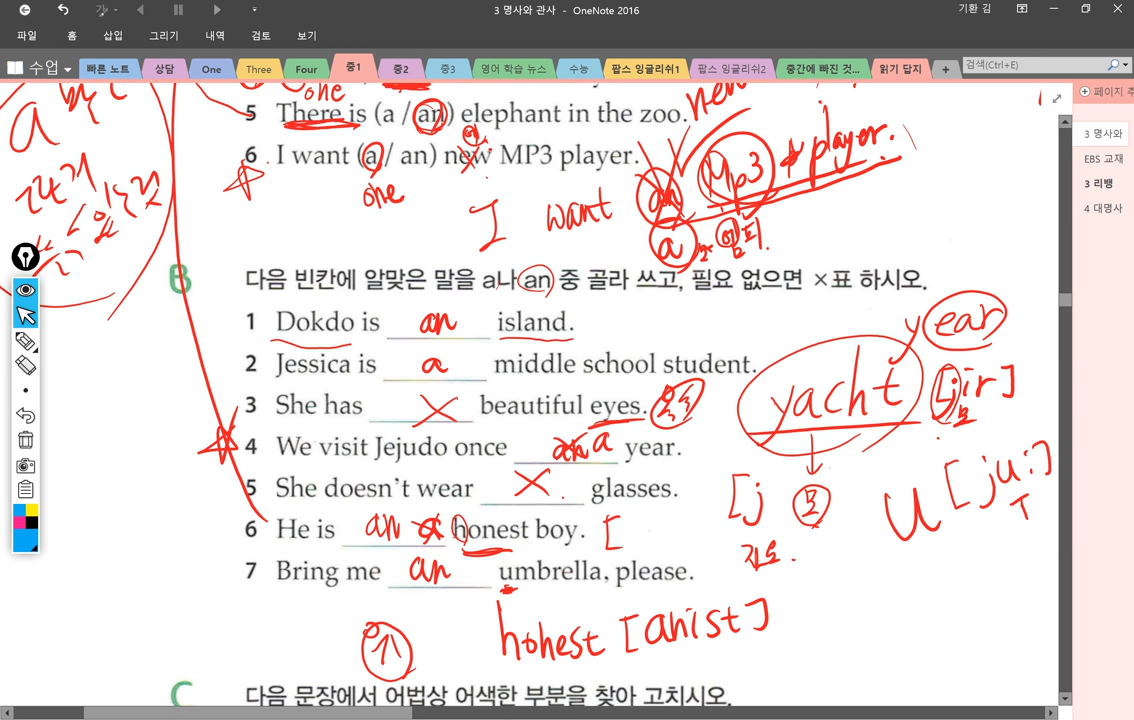 3 명사와 관사 - OneNote 2016
기환 김
파일 홈 삽입 그리기 내역 검토 보기
수업 빠른 노트 상담 One Three Four 중1 중2 중3 영어 학습 뉴스 수능 팝스 잉글리쉬1 팝스 잉글리쉬2 중간에 빠진 것... 읽기 답지 + 검색(Ctrl+E)
페이지 추
3 명사와
EBS 교재
3 리뱅
4 대명사
one
new
a
5 There is (a / an) elephant in the zoo.
6 I want (a / an) new MP3 player.
one
I want an Mp3 player.
a
B 다음 빈칸에 알맞은 말을 a나 an 중 골라 쓰고, 필요 없으면 ×표 하시오.
1 Dokdo is an island.
2 Jessica is a middle school student.
3 She has X beautiful eyes.
4 We visit Jejudo once an a year.
5 She doesn't wear X glasses.
6 He is an a honest boy. [
7 Bring me an umbrella, please.
year
yacht
[jir]
모
[j 모
자음.
u [ju:]
honest [anist]
C 다음 문장에서 어법상 어색한 부분을 찾아 고치시오.